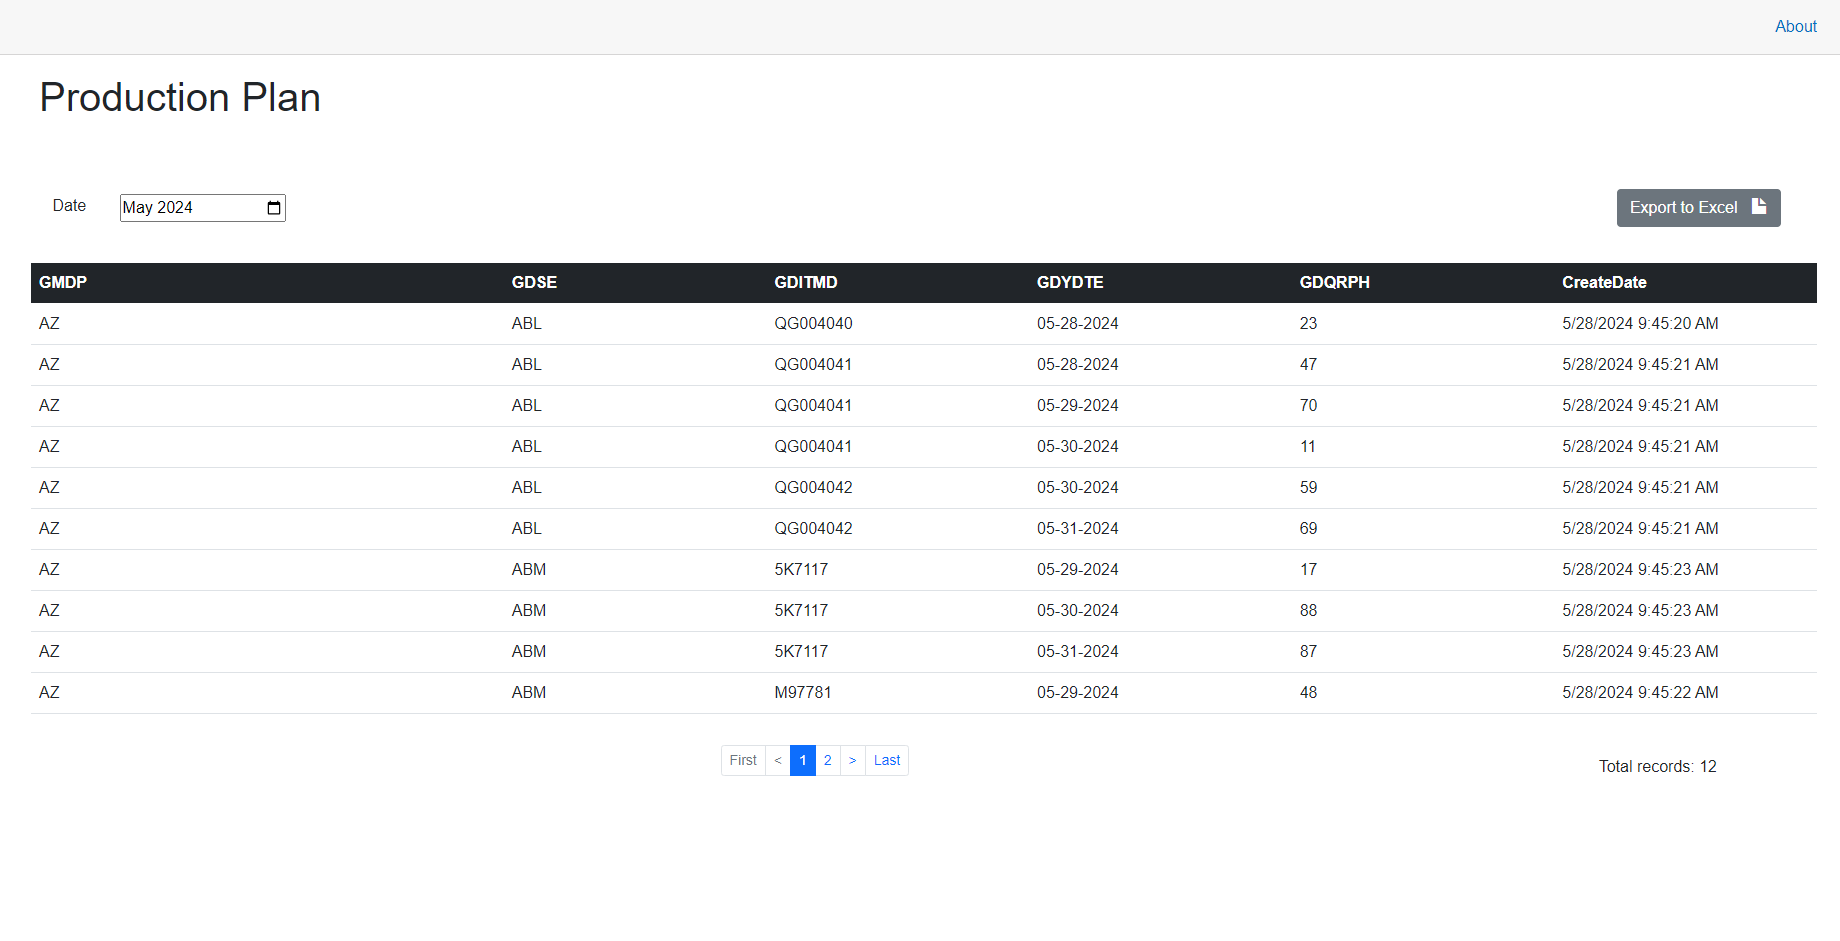 About
Production Plan
Date May 2024 Export to Excel
GMDP GDSE GDITMD GDYDTE GDQRPH CreateDate
AZ ABL QG004040 05-28-2024 23 5/28/2024 9:45:20 AM
AZ ABL QG004041 05-28-2024 47 5/28/2024 9:45:21 AM
AZ ABL QG004041 05-29-2024 70 5/28/2024 9:45:21 AM
AZ ABL QG004041 05-30-2024 11 5/28/2024 9:45:21 AM
AZ ABL QG004042 05-30-2024 59 5/28/2024 9:45:21 AM
AZ ABL QG004042 05-31-2024 69 5/28/2024 9:45:21 AM
AZ ABM 5K7117 05-29-2024 17 5/28/2024 9:45:23 AM
AZ ABM 5K7117 05-30-2024 88 5/28/2024 9:45:23 AM
AZ ABM 5K7117 05-31-2024 87 5/28/2024 9:45:23 AM
AZ ABM M97781 05-29-2024 48 5/28/2024 9:45:22 AM
First < 1 2 > Last Total records: 12